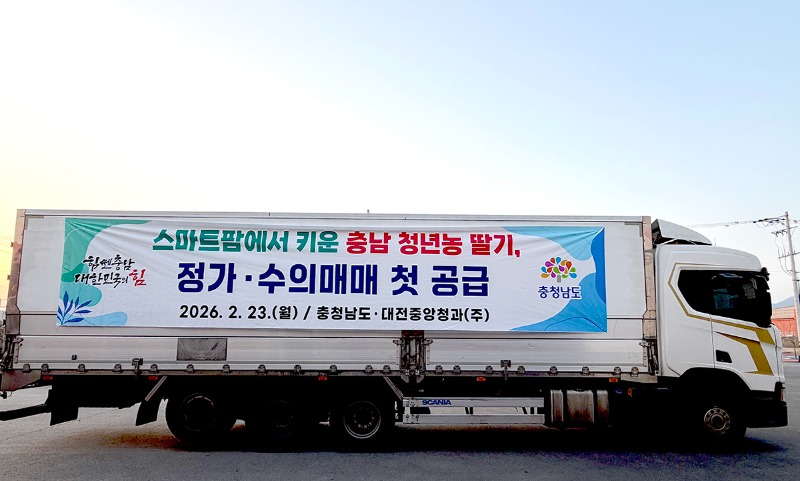 스마트팜에서 키운 충남 청년농 딸기,
힘쎈충남
대한민국의 힘
정가·수의매매 첫 공급
충청남도
2026. 2. 23.(월) / 충청남도·대전중앙청과(주)
SCANIA